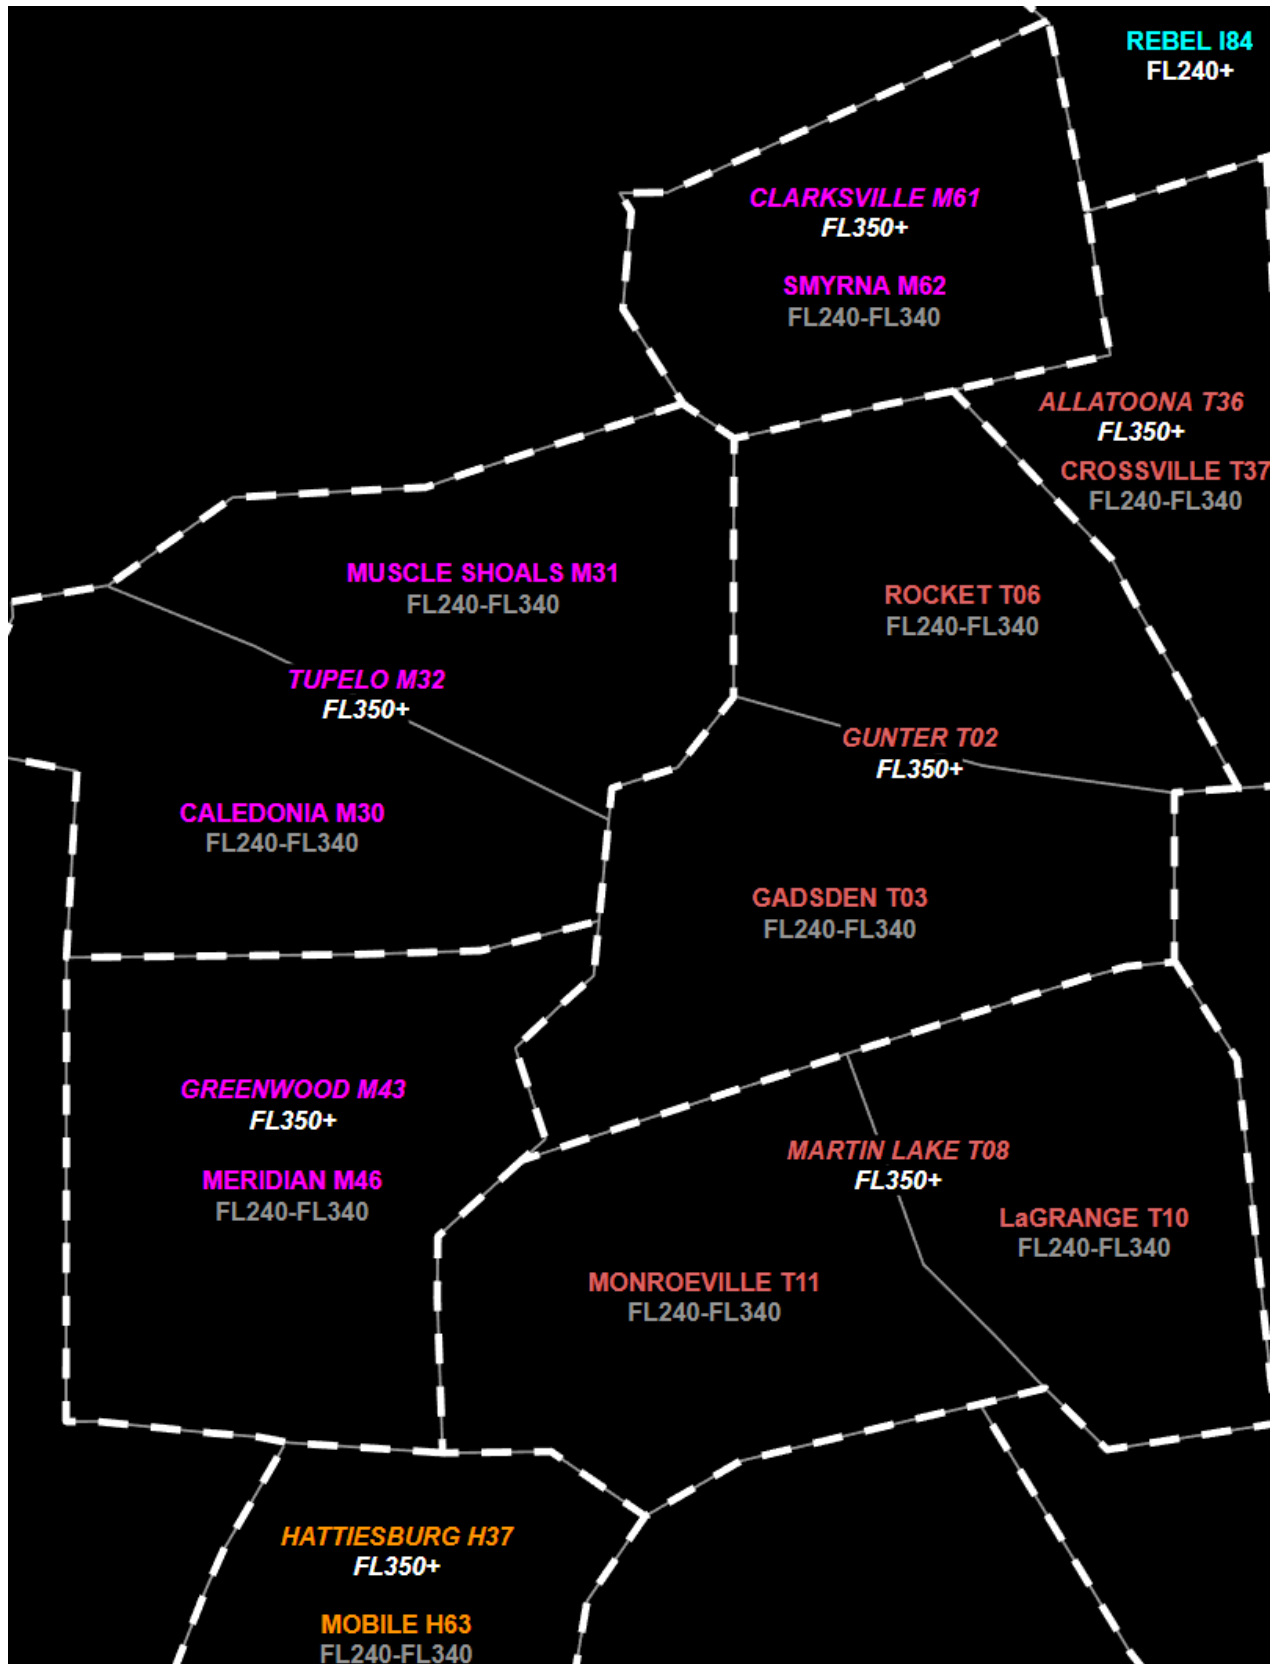 REBEL I84
FL240+
CLARKSVILLE M61
FL350+
SMYRNA M62
FL240-FL340
ALLATOONA T36
FL350+
CROSSVILLE T37
FL240-FL340
MUSCLE SHOALS M31
FL240-FL340
ROCKET T06
FL240-FL340
TUPELO M32
FL350+
GUNTER T02
FL350+
CALEDONIA M30
FL240-FL340
GADSDEN T03
FL240-FL340
GREENWOOD M43
FL350+
MARTIN LAKE T08
FL350+
MERIDIAN M46
FL240-FL340
LaGRANGE T10
FL240-FL340
MONROEVILLE T11
FL240-FL340
HATTIESBURG H37
FL350+
MOBILE H63
FL240-FL340